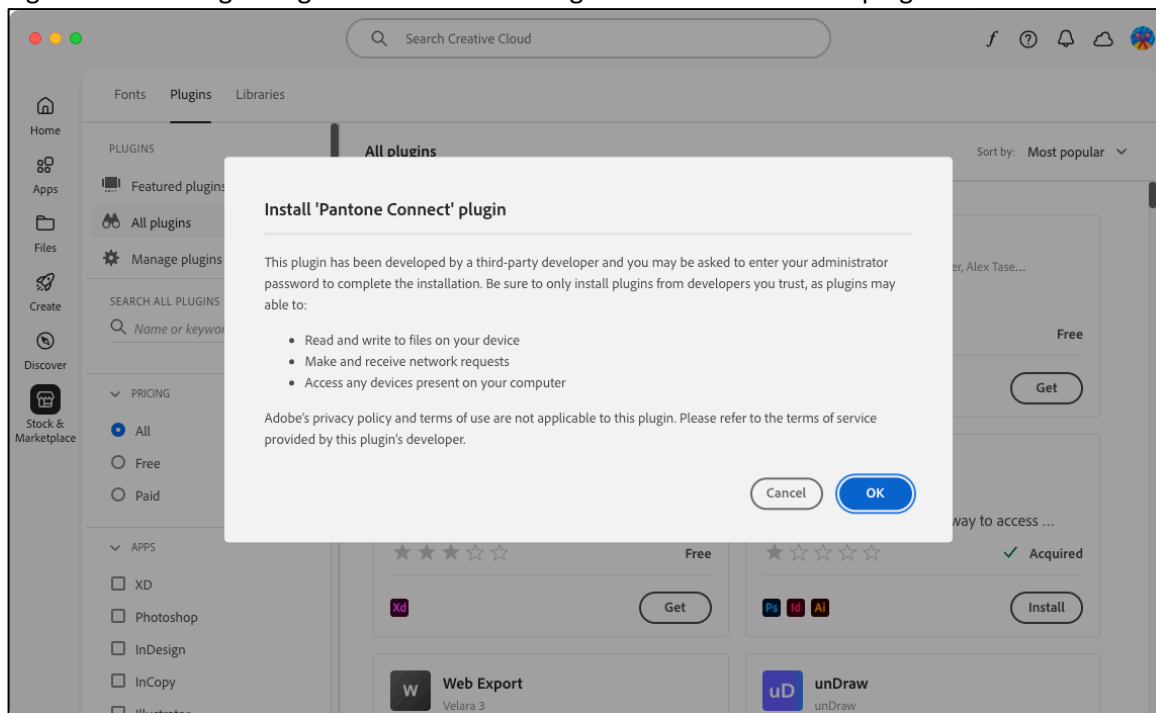 Search Creative Cloud
Home
Apps
Files
Create
Discover
Stock &
Marketplace
Fonts Plugins Libraries
PLUGINS
Featured plugins
All plugins
Manage plugins
SEARCH ALL PLUGINS
Name or
PRICING
All
Free
Paid
APPS
XD
Photoshop
InDesign
InCopy
All plugins
Sort by: Most popular
Install 'Pantone Connect' plugin
This plugin has been developed by a third-party developer and you may be asked to enter your administrator
password to complete the installation. Be sure to only install plugins from developers you trust, as plugins may
able to:
• Read and write to files on your device
• Make and receive network requests
• Access any devices present on your computer
Adobe's privacy policy and terms of use are not applicable to this plugin. Please refer to the terms of service
provided by this plugin's developer.
Cancel OK
Alex Tase...
Free
Get
way to access ...
Free
Acquired
Xd
Get
Ps Id Ai
Install
W
Web Export
Velara 3
uD
unDraw
unDraw